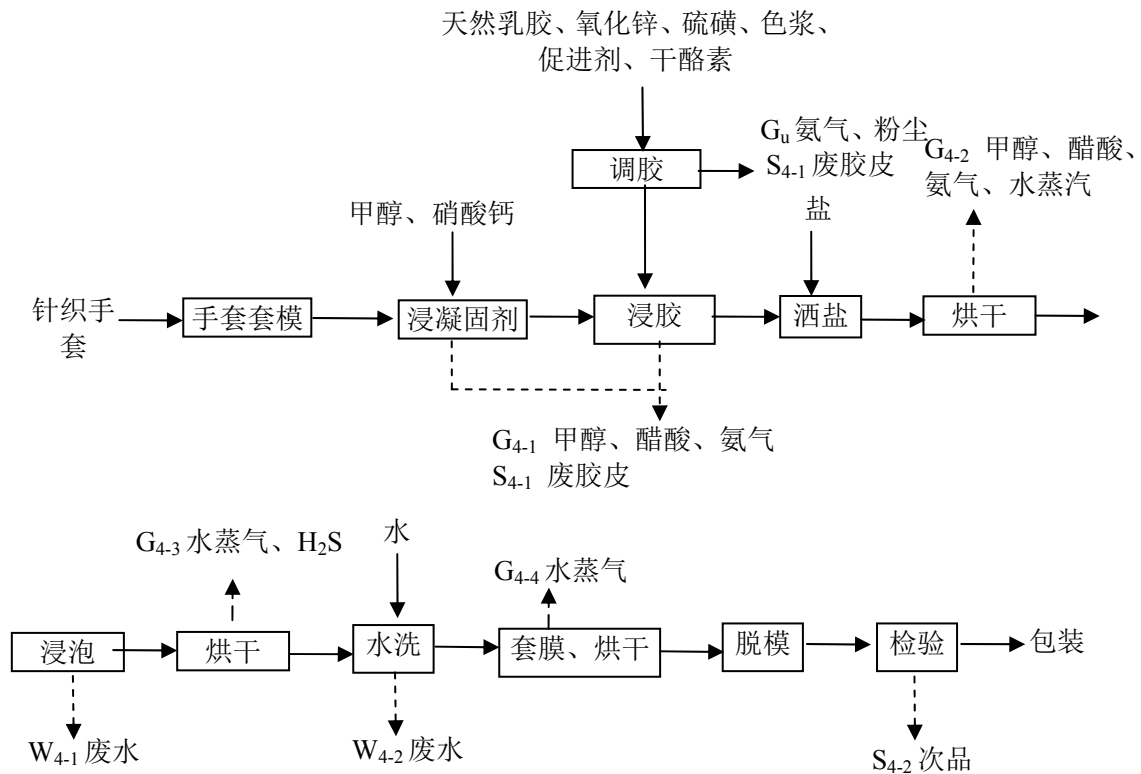 天然乳胶、氧化锌、硫磺、色浆、
促进剂、干酪素
Gu 氨气、粉尘
S4-1 废胶皮
G4-2 甲醇、醋酸、
氨气、水蒸汽
调胶
甲醇、硝酸钙
盐
针织手
套
手套套模
浸凝固剂
浸胶
洒盐
烘干
G4-1 甲醇、醋酸、氨气
S4-1 废胶皮
G4-3 水蒸气、H2S
水
G4-4 水蒸气
浸泡
烘干
水洗
套膜、烘干
脱模
检验
包装
W4-1 废水
W4-2 废水
S4-2 次品